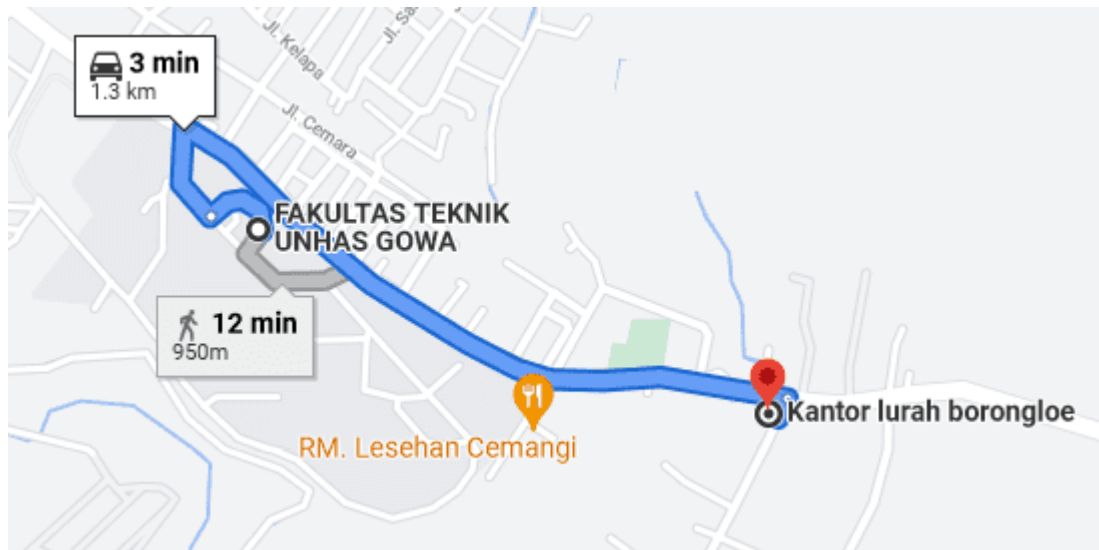 Jl. Kelapa
3 min
1.3 km
Jl. Cemara
FAKULTAS TEKNIK
UNHAS GOWA
12 min
950m
Kantor lurah borongloe
RM. Lesehan Cemangi